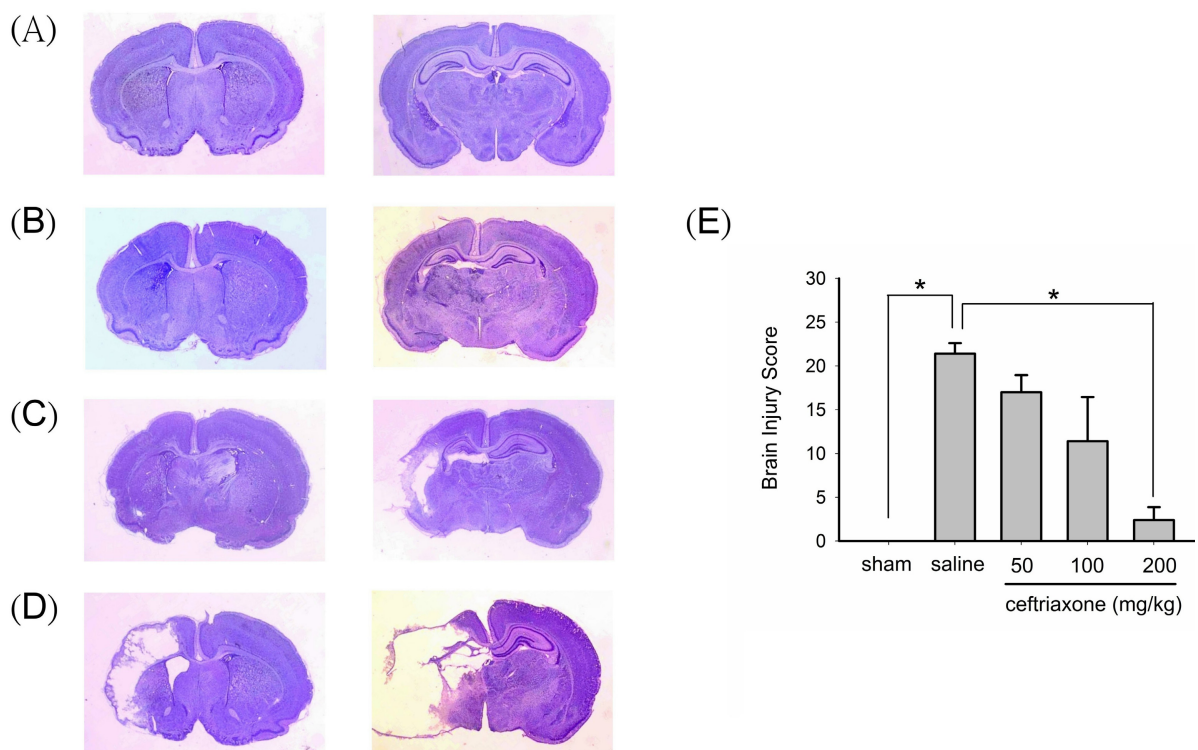 (A)
(B)
(C)
(D)
(E)
Brain Injury Score
30
25
20
15
10
5
0
*
*
sham saline 50 100 200
ceftriaxone (mg/kg)